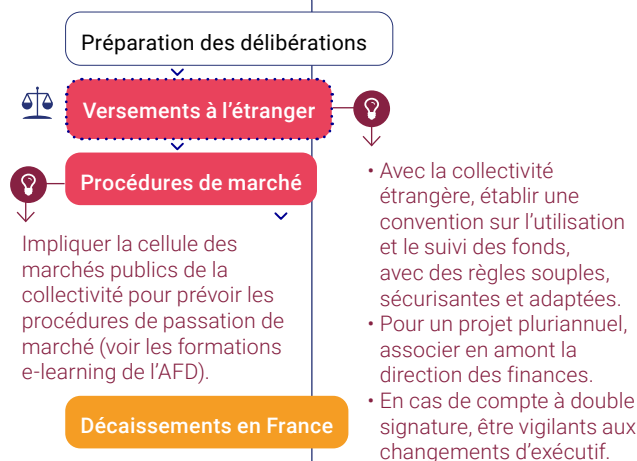 Préparation des délibérations
Versements à l’étranger
Procédures de marché
Impliquer la cellule des
marchés publics de la
collectivité pour prévoir les
procédures de passation de
marché (voir les formations
e-learning de l’AFD).
• Avec la collectivité
étrangère, établir une
convention sur l’utilisation
et le suivi des fonds,
avec des règles souples,
sécurisantes et adaptées.
• Pour un projet pluriannuel,
associer en amont la
direction des finances.
• En cas de compte à double
signature, être vigilants aux
changements d’exécutif.
Décaissements en France